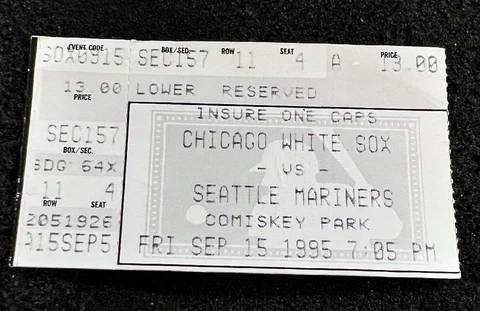 EVENT CODE BOX/SEC. ROW SEAT PRICE
SOX0915 SEC157 11 4 A 13.00
13.00 LOWER RESERVED
PRICE
INSURE ONE CAPS
SEC157 CHICAGO WHITE SOX
BOX/SEC.
- VS -
64X
11 4 SEATTLE MARINERS
ROW SEAT
2051926 COMISKEY PARK
A15SEP5 FRI SEP 15 1995 7:05 PM